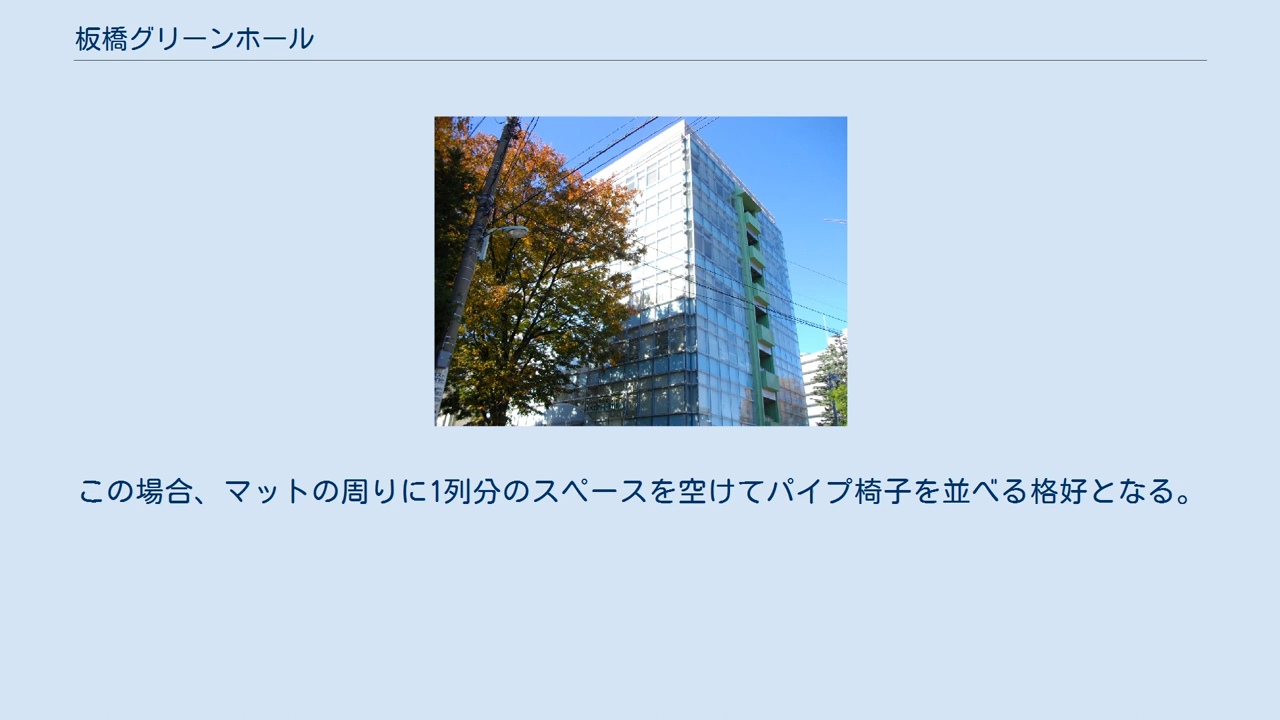 板橋グリーンホール
この場合、マットの周りに1列分のスペースを空けてパイプ椅子を並べる格好となる。